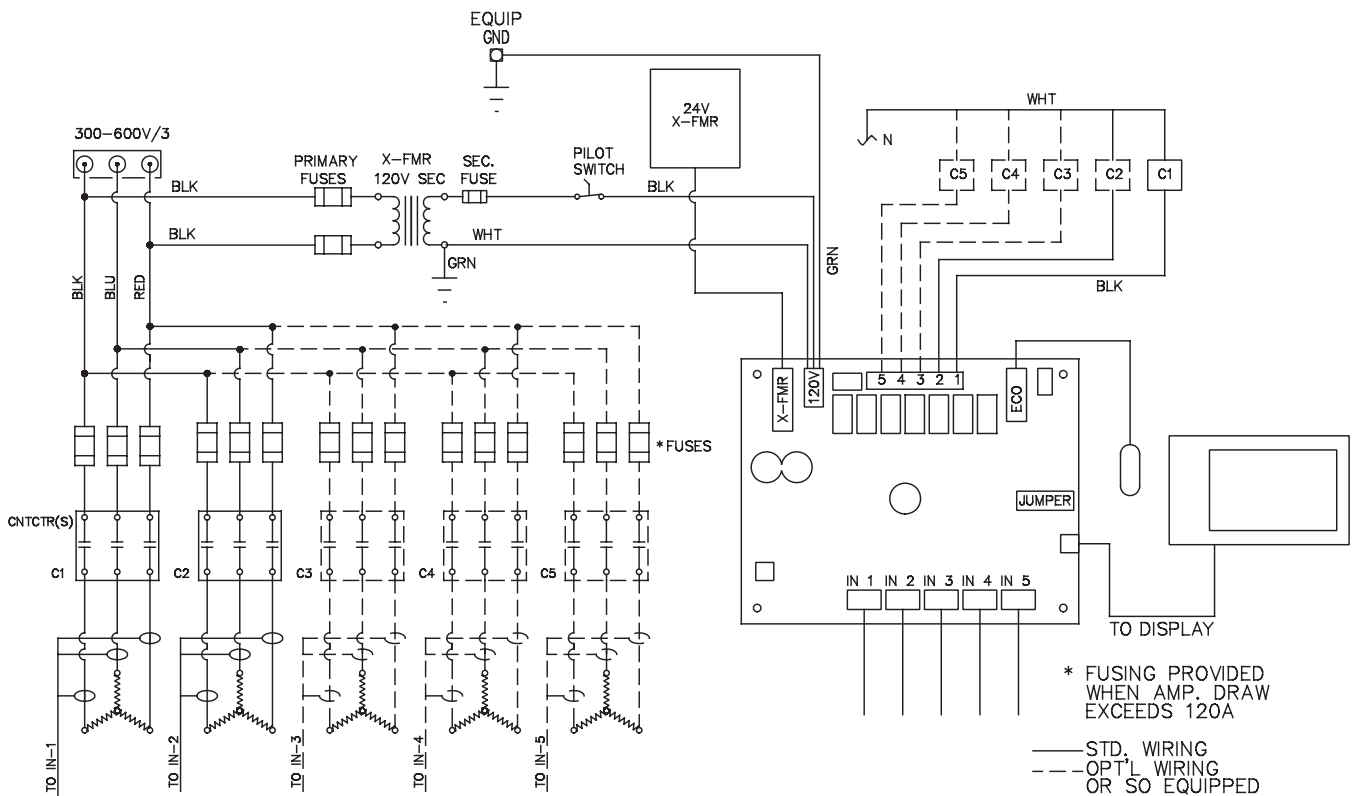 EQUIP
GND
300-600V/3
BLK
BLK
PRIMARY
FUSES
X-FMR
120V SEC
SEC.
FUSE
PILOT
SWITCH
BLK
WHT
GRN
24V
X-FMR
WHT
N
C5
C4
C3
C2
C1
GRN
BLK
BLK
BLU
RED
* FUSES
CNTCTR(S)
C1
C2
C3
C4
C5
TO IN-1
TO IN-2
TO IN-3
TO IN-4
TO IN-5
X-FMR
120V
5 4 3 2 1
ECO
JUMPER
IN 1 IN 2 IN 3 IN 4 IN 5
TO DISPLAY
* FUSING PROVIDED
WHEN AMP. DRAW
EXCEEDS 120A
STD. WIRING
OPT'L WIRING
OR SO EQUIPPED